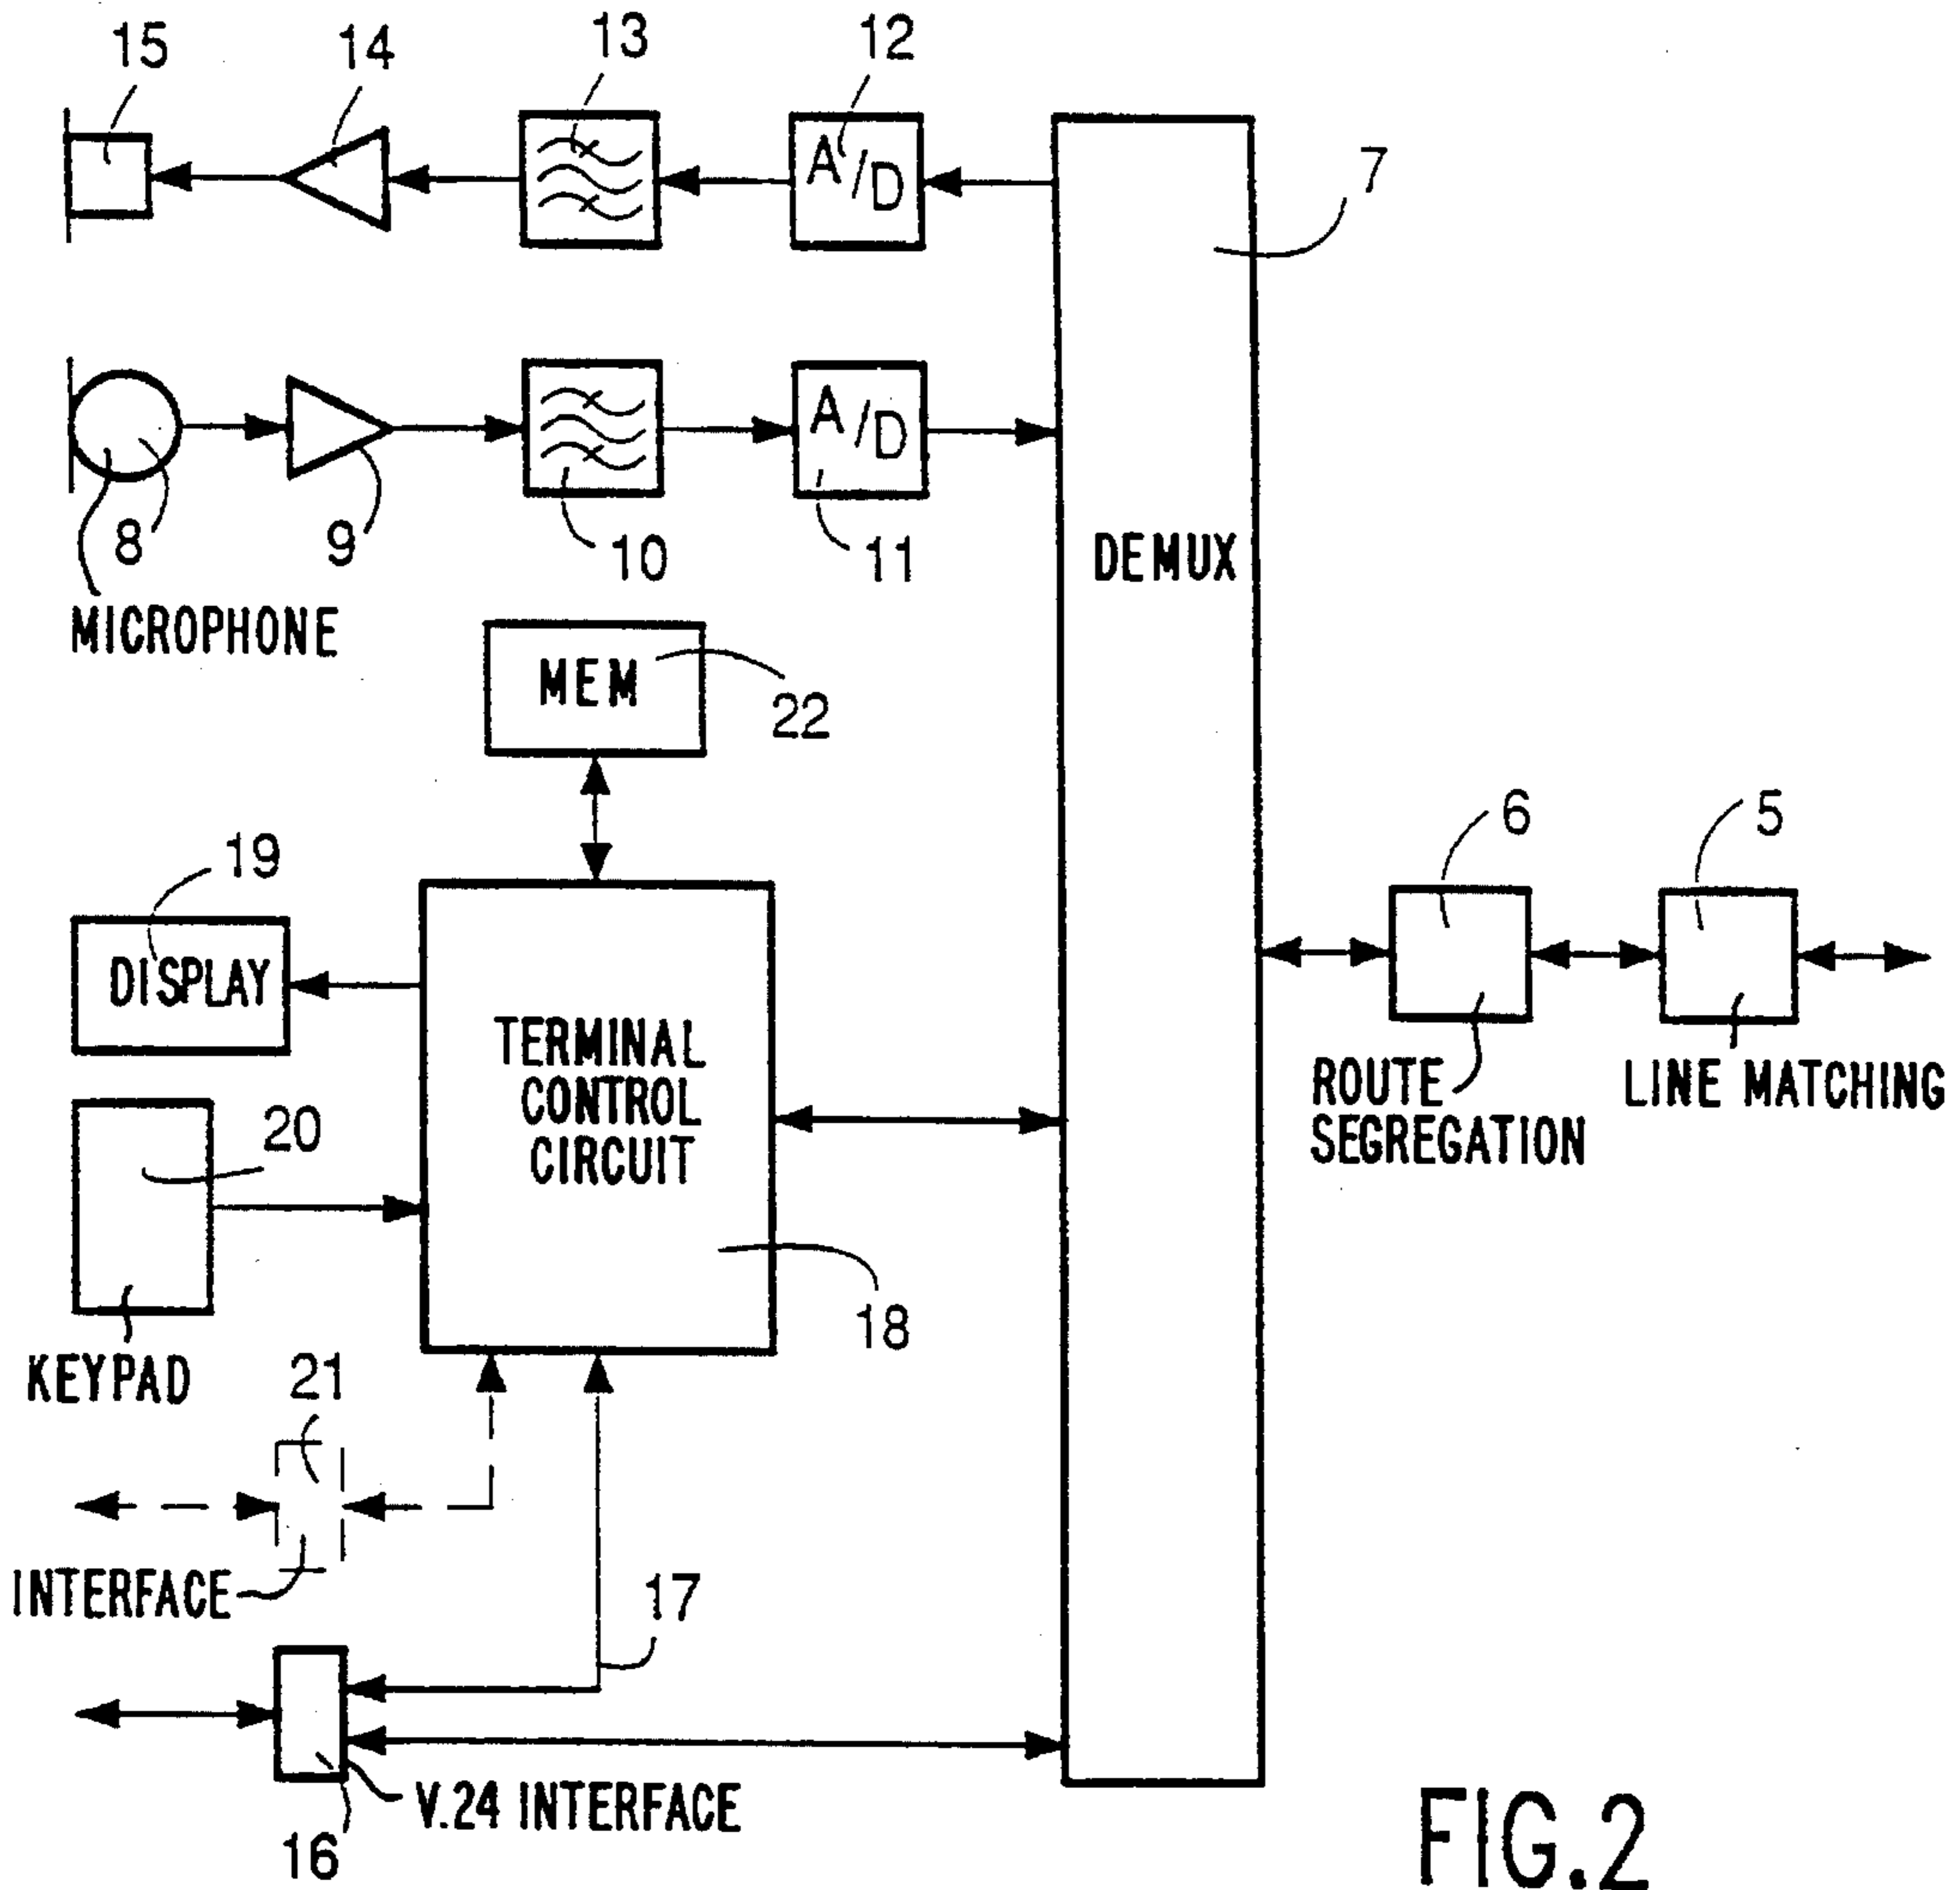 15
14
13
12
7
A/D
8
9
10
11
A/D
MICROPHONE
DEMUX
MEM
22
6
5
19
DISPLAY
TERMINAL
CONTROL
CIRCUIT
ROUTE
SEGREGATION
LINE MATCHING
20
18
KEYPAD
21
INTERFACE
17
V.24 INTERFACE
16
FIG.2